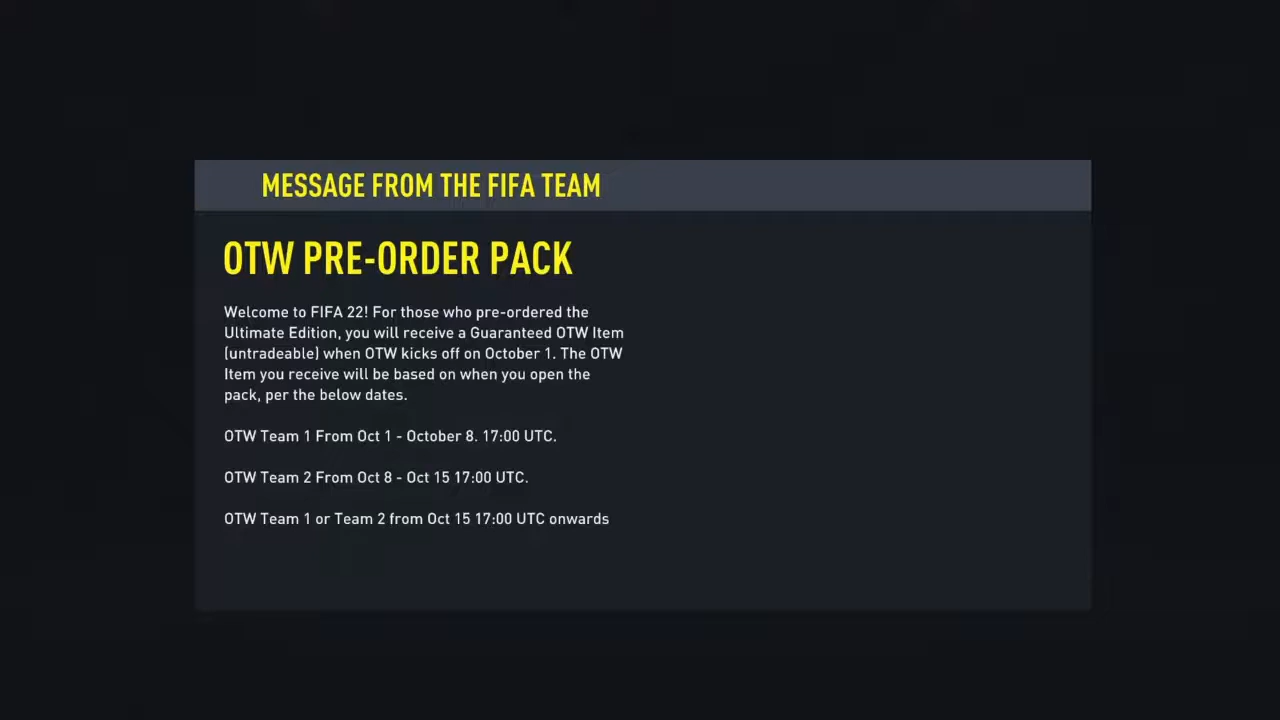 MESSAGE FROM THE FIFA TEAM
OTW PRE-ORDER PACK
Welcome to FIFA 22! For those who pre-ordered the
Ultimate Edition, you will receive a Guaranteed OTW Item
(untradeable) when OTW kicks off on October 1. The OTW
Item you receive will be based on when you open the
pack, per the below dates.
OTW Team 1 From Oct 1 - October 8. 17:00 UTC.
OTW Team 2 From Oct 8 - Oct 15 17:00 UTC.
OTW Team 1 or Team 2 from Oct 15 17:00 UTC onwards